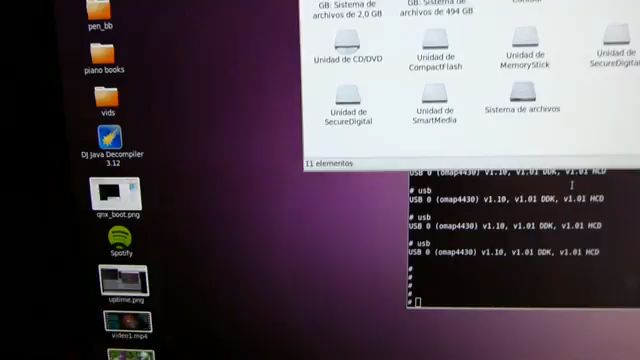 pen_bb
piano books
vids
DJ Java Decompiler
3.12
qnx_boot.png
Spotify
uptime.png
video1.mp4
GB: Sistema de
archivos de 2,0 GB
GB: Sistema de
archivos de 494 GB
Unidad de CD/DVD
Unidad de
CompactFlash
Unidad de
MemoryStick
Unidad de
SecureDigital
Unidad de
SecureDigital
Unidad de
SmartMedia
Sistema de archivos
11 elementos
USB 0 (omap4430) v1.10, v1.01 DDK, v1.01 HCD
# usb
USB 0 (omap4430) v1.10, v1.01 DDK, v1.01 HCD
# usb
USB 0 (omap4430) v1.10, v1.01 DDK, v1.01 HCD
# usb
USB 0 (omap4430) v1.10, v1.01 DDK, v1.01 HCD
#
#
#
#